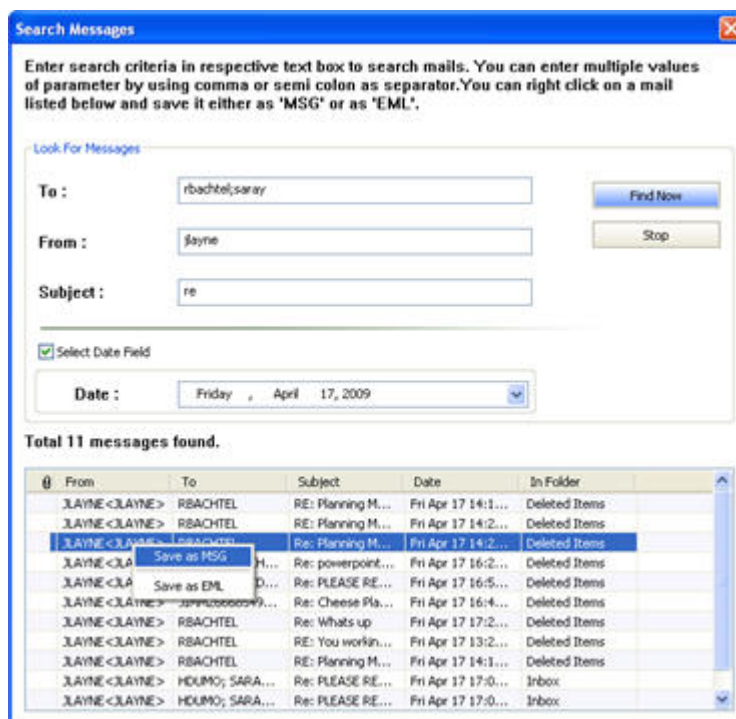 Search Messages
Enter search criteria in respective text box to search mails. You can enter multiple values
of parameter by using comma or semi colon as separator.You can right click on a mail
listed below and save it either as 'MSG' or as 'EML'.
Look For Messages
To : rbachtel;saray Find Now
From : jlayne Stop
Subject : re
Select Date Field
Date : Friday , April 17, 2009
Total 11 messages found.
From To Subject Date In Folder
JLAYNE<JLAYNE> RBACHTEL RE: Planning M... Fri Apr 17 14:1... Deleted Items
JLAYNE<JLAYNE> RBACHTEL RE: Planning M... Fri Apr 17 14:2... Deleted Items
JLAYNE<JLAYNE> RBACHTEL Re: Planning M... Fri Apr 17 14:2... Deleted Items
Save as MSG
JLAYNE<JLA H... Re: powerpoint... Fri Apr 17 16:2... Deleted Items
JLAYNE<JLA D... Re: PLEASE RE... Fri Apr 17 16:5... Deleted Items
Save as EML
JLAYNE<JLAYNE> Re: Cheese Pla... Fri Apr 17 16:4... Deleted Items
JLAYNE<JLAYNE> RBACHTEL Re: Whats up Fri Apr 17 17:2... Deleted Items
JLAYNE<JLAYNE> RBACHTEL RE: You workin... Fri Apr 17 13:2... Deleted Items
JLAYNE<JLAYNE> RBACHTEL RE: Planning M... Fri Apr 17 14:1... Deleted Items
JLAYNE<JLAYNE> HDUMO; SARA... Re: PLEASE RE... Fri Apr 17 17:0... Inbox
JLAYNE<JLAYNE> HDUMO; SARA... Re: PLEASE RE... Fri Apr 17 17:0... Inbox